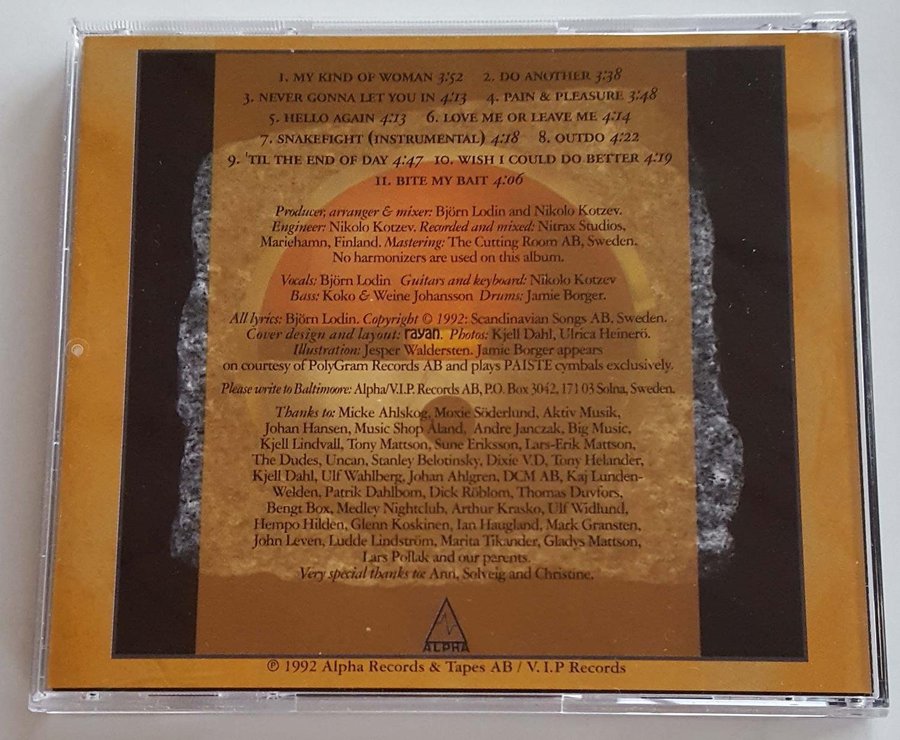 1. MY KIND OF WOMAN 3:52 2. DO ANOTHER 3:38
3. NEVER GONNA LET YOU IN 4:13 4. PAIN & PLEASURE 3:48
5. HELLO AGAIN 4:13 6. LOVE ME OR LEAVE ME 4:14
7. SNAKEFIGHT (INSTRUMENTAL) 4:18 8. OUTDO 4:22
9. 'TIL THE END OF DAY 4:47 10. WISH I COULD DO BETTER 4:19
11. BITE MY BAIT 4:06
Producer, arranger & mixer: Björn Lodin and Nikolo Kotzev.
Engineer: Nikolo Kotzev. Recorded and mixed: Nitrax Studios,
Mariehamn, Finland. Mastering: The Cutting Room AB, Sweden.
No harmonizers are used on this album.
Vocals: Björn Lodin Guitars and keyboard: Nikolo Kotzev
Bass: Koko & Weine Johansson Drums: Jamie Borger.
All lyrics: Björn Lodin. Copyright © 1992: Scandinavian Songs AB. Sweden.
Cover design and layout: rayan. Photos: Kjell Dahl, Ulrica Heinerö.
Illustration: Jesper Waldersten. Jamie Borger appears
on courtesy of PolyGram Records AB and plays PAISTE cymbals exclusively.
Please write to Baltimoore: Alpha/V.I.P. Records AB, P.O. Box 3042, 171 03 Solna, Sweden.
Thanks to: Micke Ahlskog, Moxie Söderlund, Aktiv Musik,
Johan Hansen, Music Shop Åland, Andre Janczak, Big Music,
Kjell Lindvall, Tony Mattson, Sune Eriksson, Lars-Erik Mattson,
The Dudes, Uncan, Stanley Belotinsky, Dixie V.D, Tony Helander,
Kjell Dahl, Ulf Wahlberg, Johan Ahlgren, DCM AB, Kaj Lunden-
Welden, Patrik Dahlbom, Dick Röblom, Thomas Duvfors,
Bengt Box, Medley Nightclub, Arthur Krasko, Ulf Widlund,
Hempo Hilden, Glenn Koskinen, Ian Haugland, Mark Gransten,
John Leven, Ludde Lindström, Marita Tikander, Gladys Mattson,
Lars Pollak and our parents.
Very special thanks to: Ann, Solveig and Christine.
ALPHA
℗ 1992 Alpha Records & Tapes AB / V. I.P Records